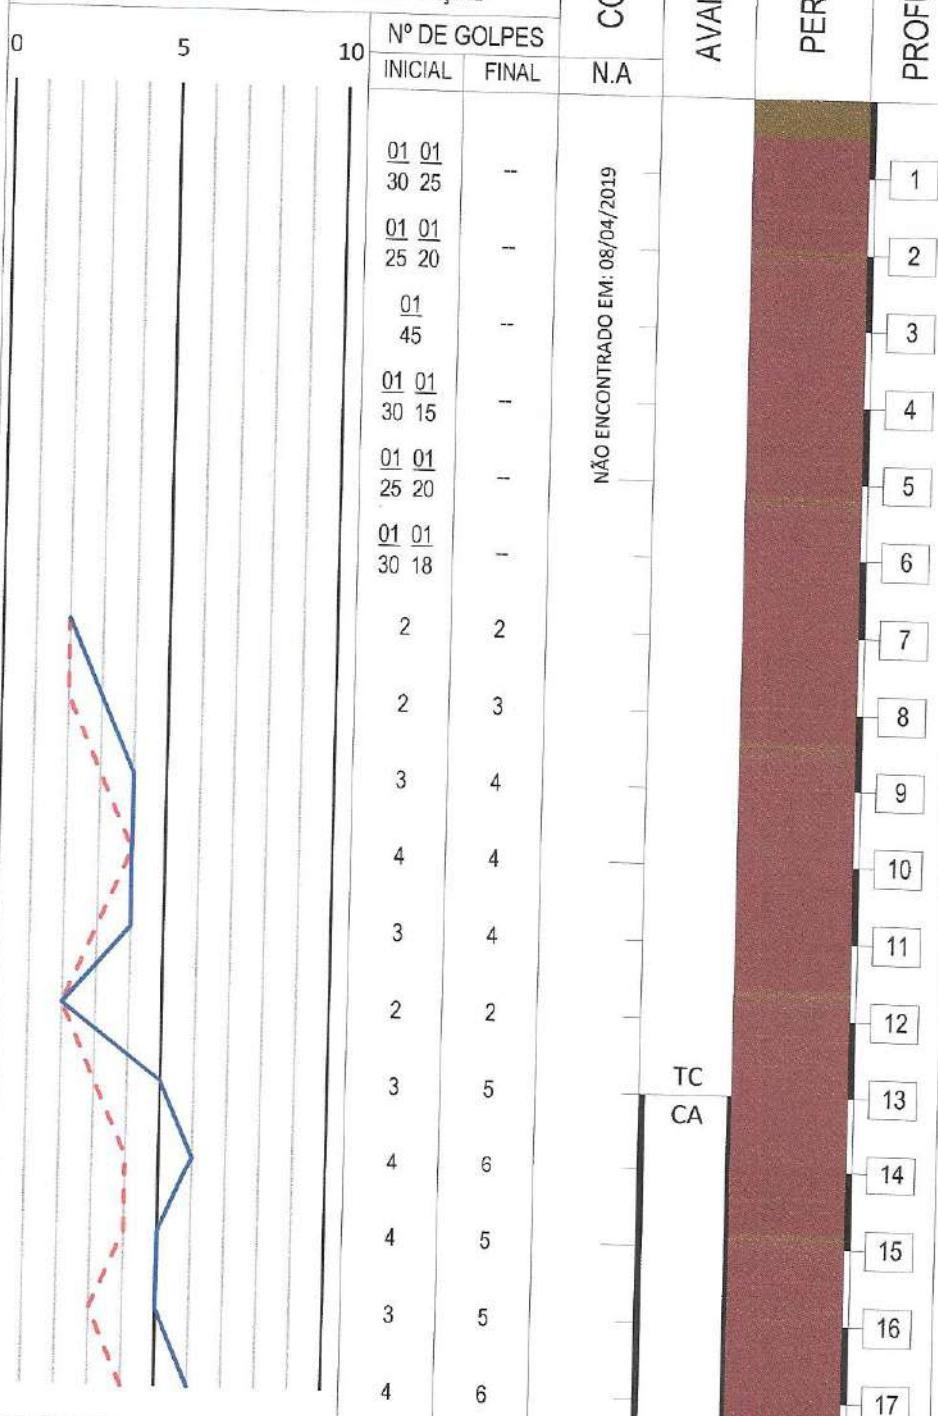 0 5 10
Nº DE GOLPES
INICIAL FINAL N.A
01 01 -- 1
30 25
01 01 -- 2
25 20
01 -- 3
45
01 01 -- 4
30 15
01 01 -- 5
25 20
01 01 -- 6
30 18
NÃO ENCONTRADO EM: 08/04/2019
2 2 7
2 3 8
3 4 9
4 4 10
3 4 11
2 2 12
3 5 TC 13
CA
4 6 14
4 5 15
3 5 16
4 6 17